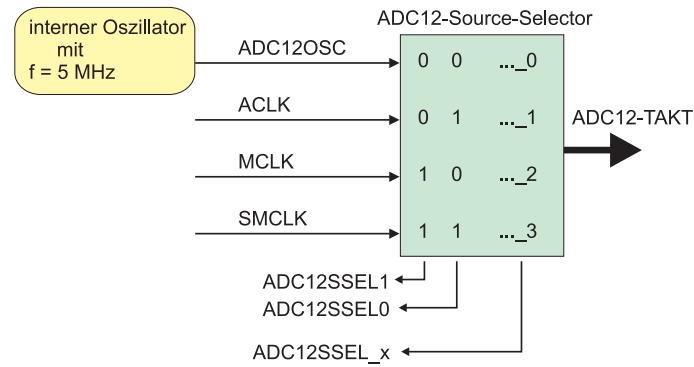 ADC12-Source-Selector
interner Oszillator
mit
f = 5 MHz
ADC12OSC
0 0 ..._0
ACLK
0 1 ..._1
ADC12-TAKT
MCLK
1 0 ..._2
SMCLK
1 1 ..._3
ADC12SSEL1
ADC12SSEL0
ADC12SSEL_x